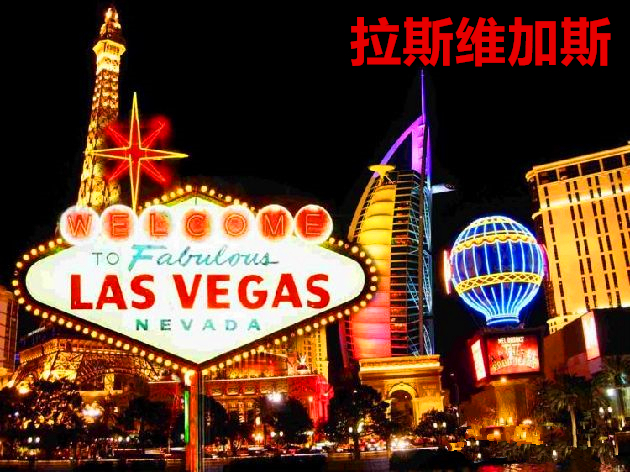 拉斯维加斯
WELCOME
TO Fabulous
LAS VEGAS
NEVADA